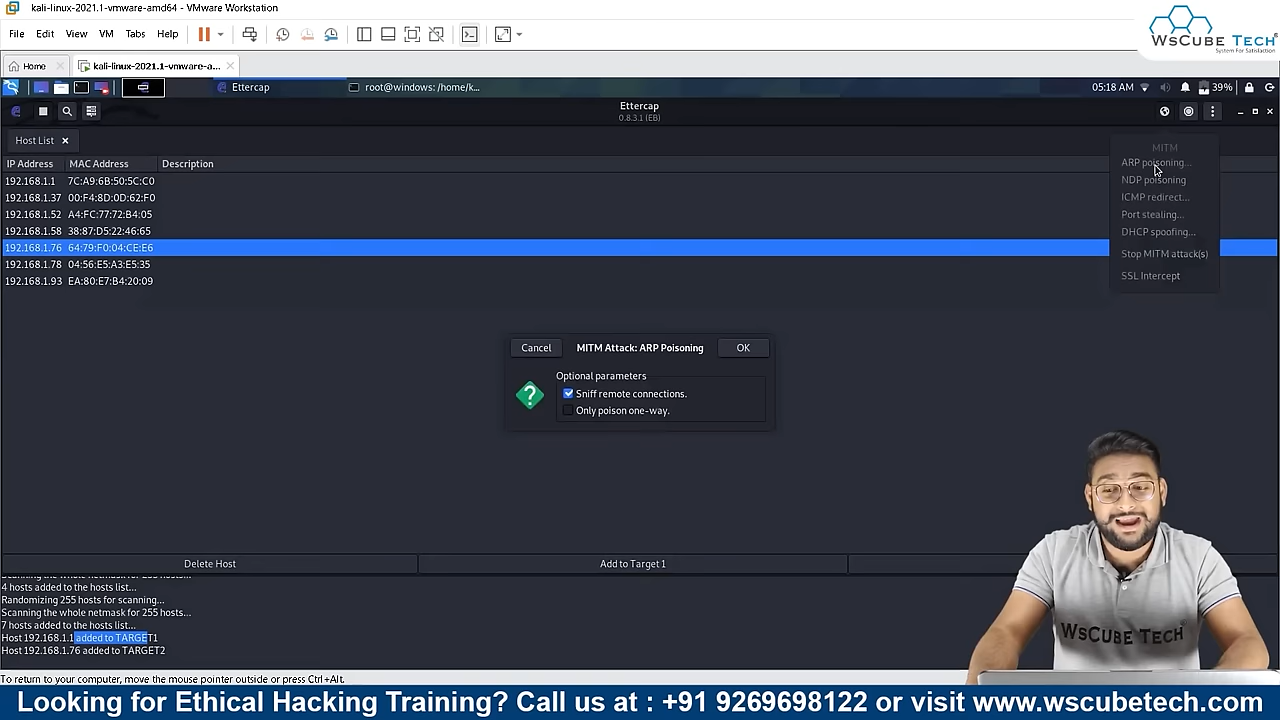 kali-linux-2021.1-vmware-amd64 - VMware Workstation
File Edit View VM Tabs Help
WsCUBE TECH
System For Satisfaction
Home kali-linux-2021.1-vmware-a...
Ettercap root@windows: /home/k... 05:18 AM 39%
Ettercap
0.8.3.1 (EB)
Host List
IP Address MAC Address Description
192.168.1.1 7C:A9:6B:50:5C:C0
192.168.1.37 00:F4:8D:0D:62:F0
192.168.1.52 A4:FC:77:72:B4:05
192.168.1.58 38:87:D5:22:46:65
192.168.1.76 64:79:F0:04:CE:E6
192.168.1.78 04:56:E5:A3:E5:35
192.168.1.93 EA:80:E7:B4:20:09
MITM
ARP poisoning...
NDP poisoning
ICMP redirect...
Port stealing...
DHCP spoofing...
Stop MITM attack(s)
SSL Intercept
Cancel MITM Attack: ARP Poisoning OK
Optional parameters
Sniff remote connections.
Only poison one-way.
Delete Host Add to Target 1
Scanning the whole netmask for 255 hosts...
4 hosts added to the hosts list...
Randomizing 255 hosts for scanning...
Scanning the whole netmask for 255 hosts...
7 hosts added to the hosts list...
Host 192.168.1.1 added to TARGET1
Host 192.168.1.76 added to TARGET2
WsCUBE TECH
To return to your computer, move the mouse pointer outside or press Ctrl+Alt.
Looking for Ethical Hacking Training? Call us at : +91 9269698122 or visit www.wscubetech.com